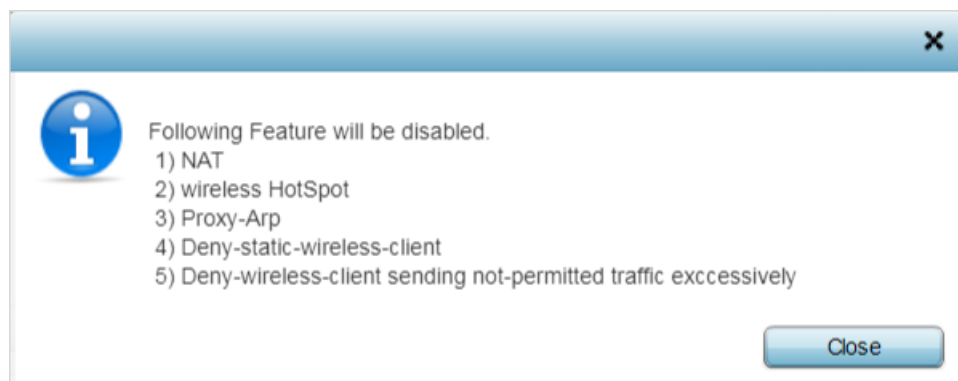 Following Feature will be disabled.
1) NAT
2) wireless HotSpot
3) Proxy-Arp
4) Deny-static-wireless-client
5) Deny-wireless-client sending not-permitted traffic exccessively
Close